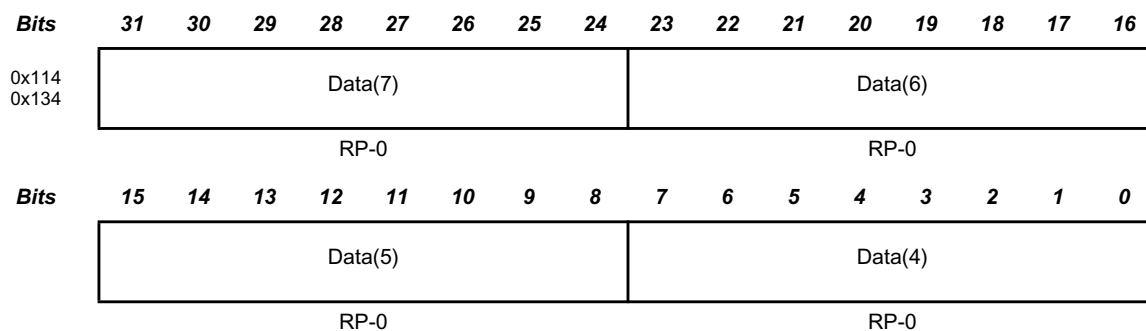 Bits 31 30 29 28 27 26 25 24 23 22 21 20 19 18 17 16
0x114 Data(7) Data(6)
0x134
RP-0 RP-0
Bits 15 14 13 12 11 10 9 8 7 6 5 4 3 2 1 0
Data(5) Data(4)
RP-0 RP-0